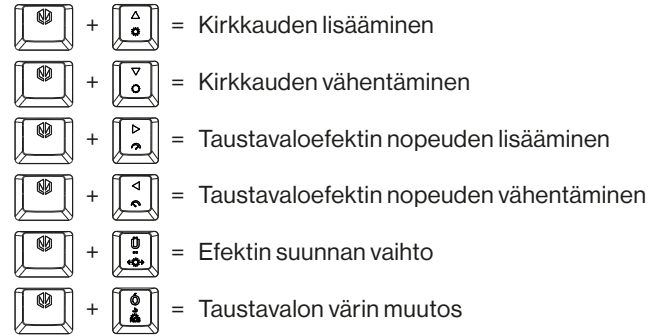 + = Kirkkauden lisääminen
+ = Kirkkauden vähentäminen
+ = Taustavaloefektin nopeuden lisääminen
+ = Taustavaloefektin nopeuden vähentäminen
+ Ü = Efektin suunnan vaihto
+ Ó = Taustavalon värin muutos